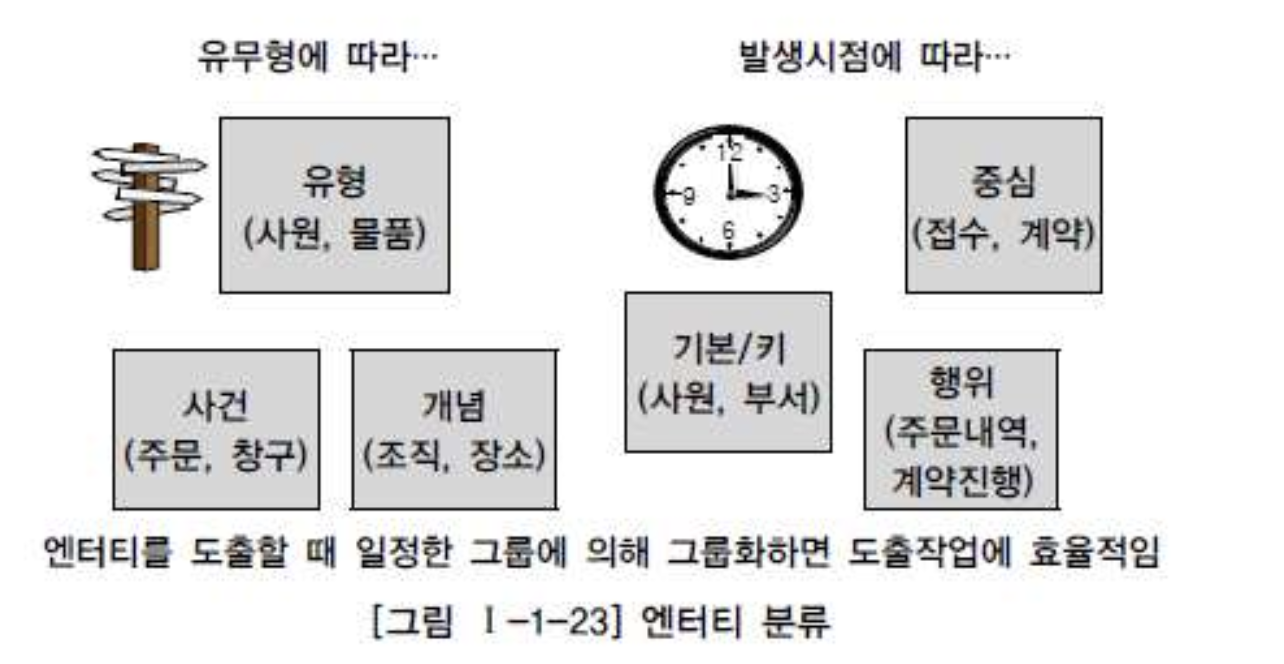 유무형에 따라…
발생시점에 따라…
유형
(사원, 물품)
12
3
6
9
중심
(접수, 계약)
사건
(주문, 창구)
개념
(조직, 장소)
기본/키
(사원, 부서)
행위
(주문내역,
계약진행)
엔터티를 도출할 때 일정한 그룹에 의해 그룹화하면 도출작업에 효율적임
[그림 Ⅰ-1-23] 엔터티 분류